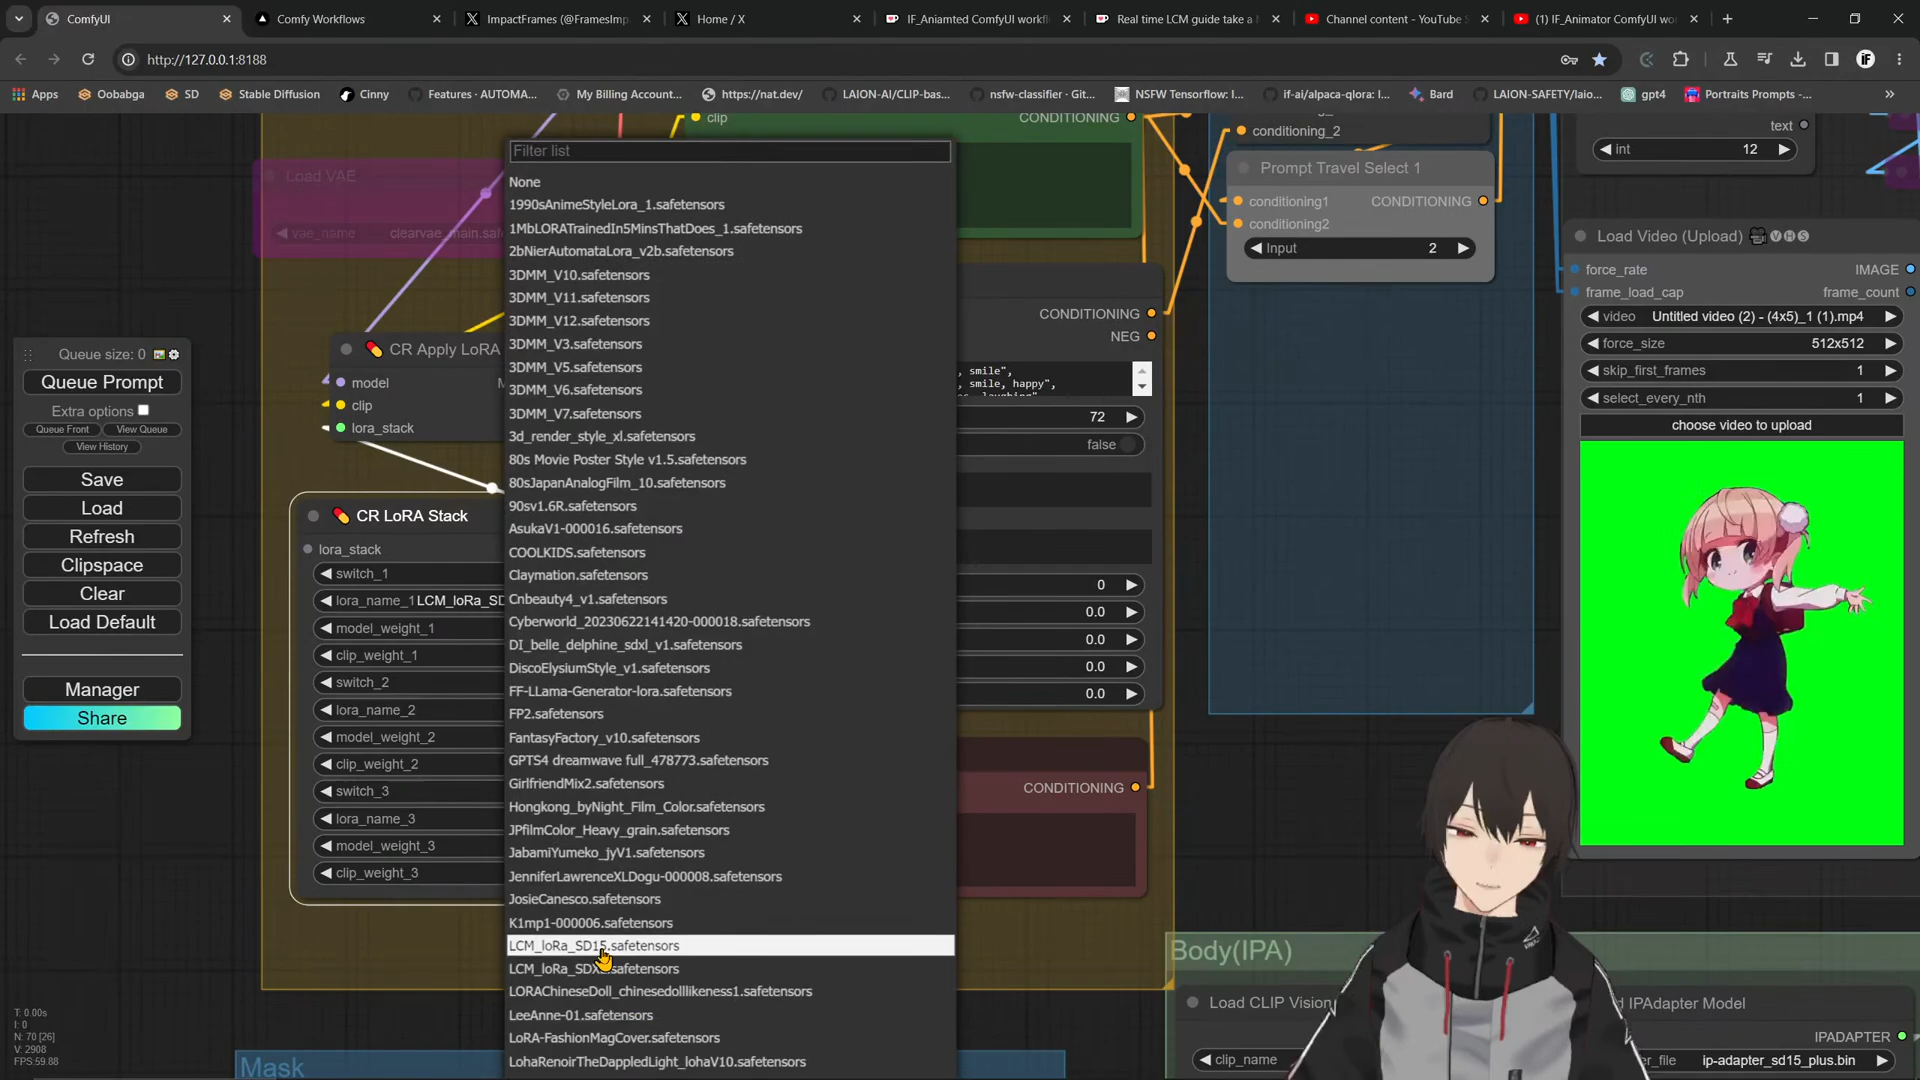 ComfyUI
Comfy Workflows
ImpactFrames (@FramesImp
Home / X
IF_Aniamted ComfyUI workfl
Real time LCM guide take a
Channel content - YouTube S
(1) IF_Animator ComfyUI wo
http://127.0.0.1:8188
Apps
Oobabga
SD
Stable Diffusion
Cinny
Features · AUTOMA...
My Billing Account...
https://nat.dev/
LAION-AI/CLIP-bas...
nsfw-classifier · Git...
NSFW Tensorflow: I...
if-ai/alpaca-qlora: I...
Bard
LAION-SAFETY/laio...
gpt4
Portraits Prompts -...
clip
CONDITIONING
conditioning_2
text
int
12
Load VAE
vae_name
clearvae_main.safe
Prompt Travel Select 1
conditioning1
CONDITIONING
conditioning2
Input
2
Load Video (Upload)
VHS
force_rate
IMAGE
frame_load_cap
frame_count
video
Untitled video (2) - (4x5)_1 (1).mp4
force_size
512x512
skip_first_frames
1
select_every_nth
1
choose video to upload
Filter list
None
1990sAnimeStyleLora_1.safetensors
1MbLORATrainedIn5MinsThatDoes_1.safetensors
2bNierAutomataLora_v2b.safetensors
3DMM_V10.safetensors
3DMM_V11.safetensors
3DMM_V12.safetensors
3DMM_V3.safetensors
3DMM_V5.safetensors
3DMM_V6.safetensors
3DMM_V7.safetensors
3d_render_style_xl.safetensors
80s Movie Poster Style v1.5.safetensors
80sJapanAnalogFilm_10.safetensors
90sv1.6R.safetensors
AsukaV1-000016.safetensors
COOLKIDS.safetensors
Claymation.safetensors
Cnbeauty4_v1.safetensors
Cyberworld_20230622141420-000018.safetensors
DI_belle_delphine_sdxl_v1.safetensors
DiscoElysiumStyle_v1.safetensors
FF-LLama-Generator-lora.safetensors
FP2.safetensors
FantasyFactory_v10.safetensors
GPTS4 dreamwave full_478773.safetensors
GirlfriendMix2.safetensors
Hongkong_byNight_Film_Color.safetensors
JPfilmColor_Heavy_grain.safetensors
JabamiYumeko_jyV1.safetensors
JenniferLawrenceXLDogu-000008.safetensors
JosieCanesco.safetensors
K1mp1-000006.safetensors
LCM_loRa_SD15.safetensors
LCM_loRa_SDX safetensors
LORAChineseDoll_chinesedolllikeness1.safetensors
LeeAnne-01.safetensors
LoRA-FashionMagCover.safetensors
LohaRenoirTheDappledLight_lohaV10.safetensors
Queue size: 0
Queue Prompt
Extra options
Queue Front
View Queue
View History
Save
Load
Refresh
Clipspace
Clear
Load Default
Manager
Share
CR Apply LoRA
model
M
clip
lora_stack
CR LoRA Stack
lora_stack
switch_1
lora_name_1 LCM_loRa_SD
model_weight_1
clip_weight_1
switch_2
lora_name_2
model_weight_2
clip_weight_2
switch_3
lora_name_3
model_weight_3
clip_weight_3
CONDITIONING
NEG
, smile",
, smile, happy",
72
false
0
0.0
0.0
0.0
0.0
CONDITIONING
Body(IPA)
Load CLIP Vision
d IPAdapter Model
IPADAPTER
clip_name
er_file
ip-adapter_sd15_plus.bin
Mask
T: 0.00s
I: 0
N: 70 [26]
V: 2908
FPS:59.88